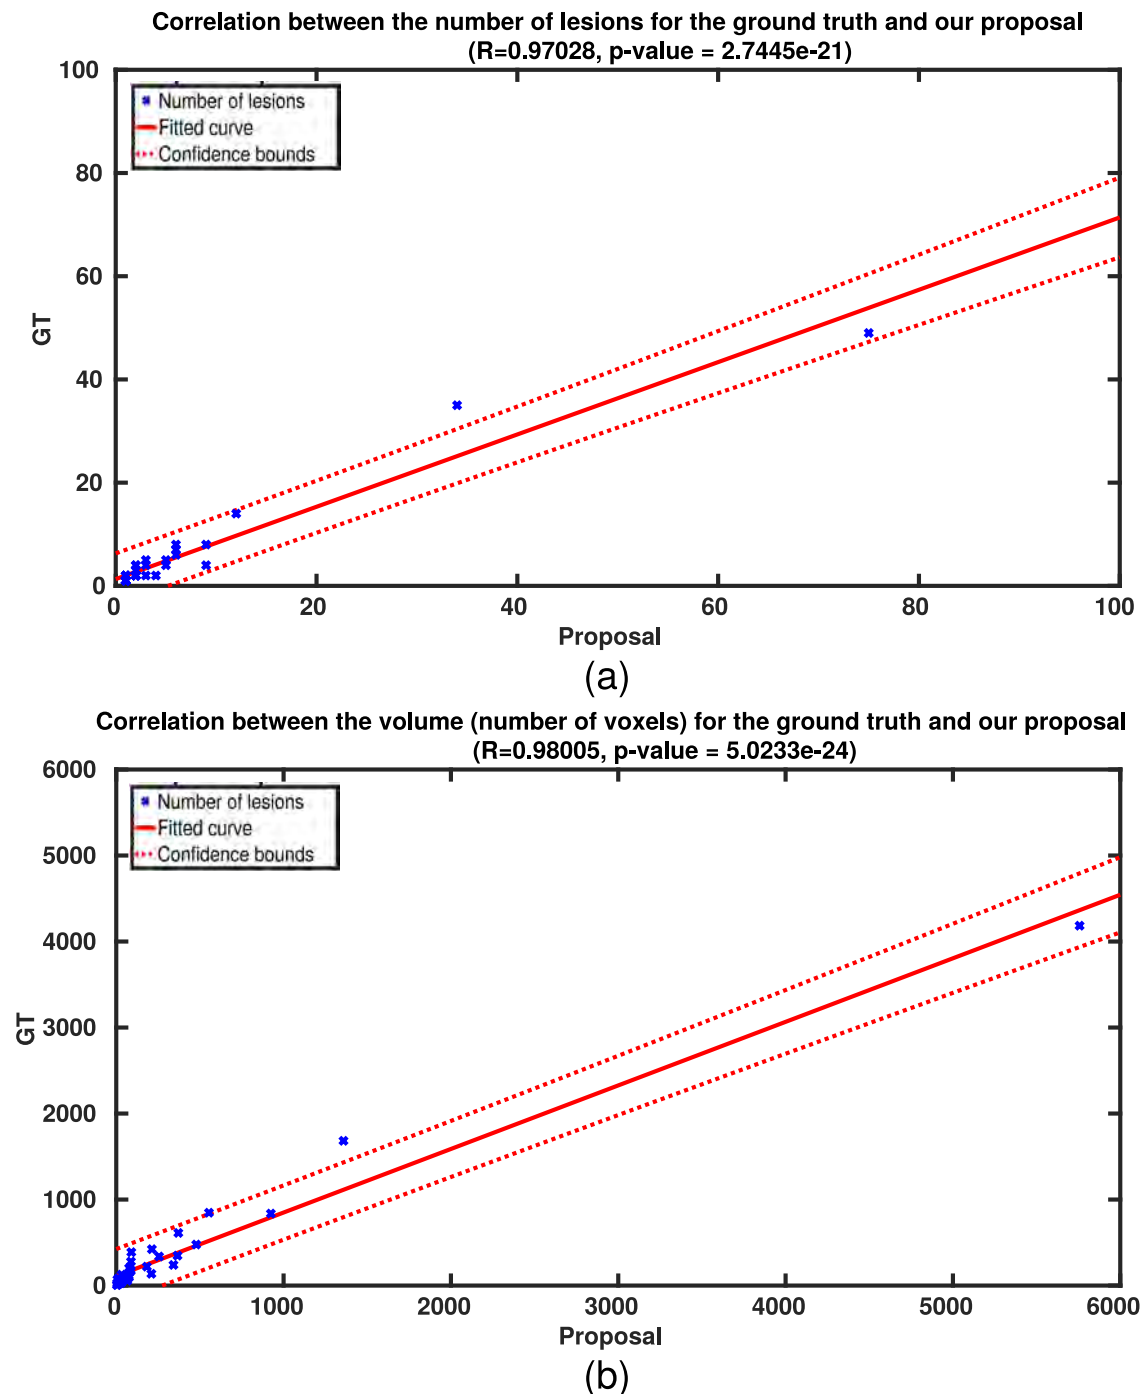 Correlation between the number of lesions for the ground truth and our proposal
(R=0.97028, p-value = 2.7445e-21)
100
80
60
40
20
0
GT
Number of lesions
Fitted curve
Confidence bounds
0 20 40 60 80 100
Proposal
(a)
Correlation between the volume (number of voxels) for the ground truth and our proposal
(R=0.98005, p-value = 5.0233e-24)
6000
5000
4000
3000
2000
1000
0
GT
Number of lesions
Fitted curve
Confidence bounds
0 1000 2000 3000 4000 5000 6000
Proposal
(b)